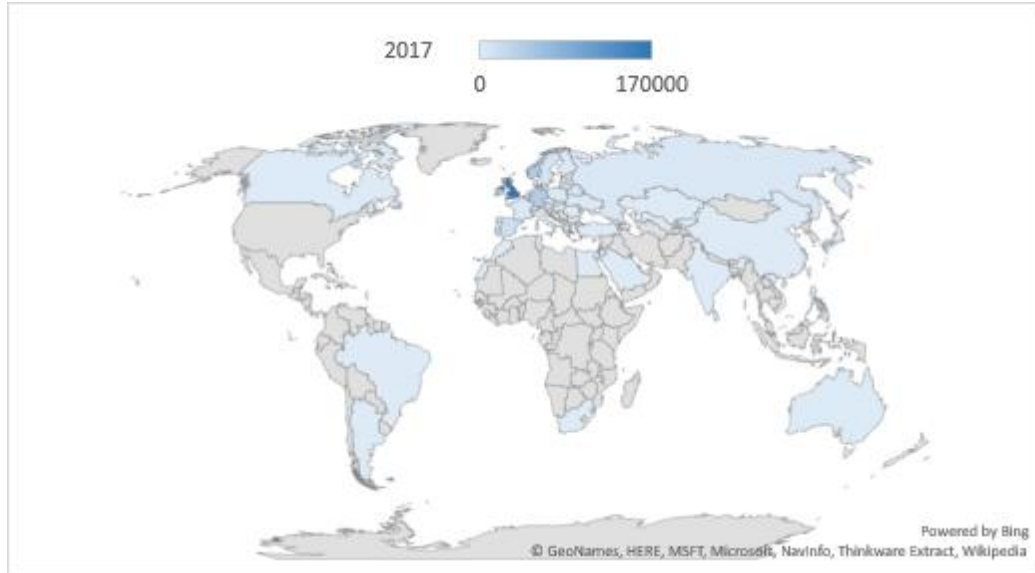 2017
0 170000
Powered by Bing
© GeoNames, HERE, MSFT, Microsoft, NavInfo, Thinkware Extract, Wikipedia